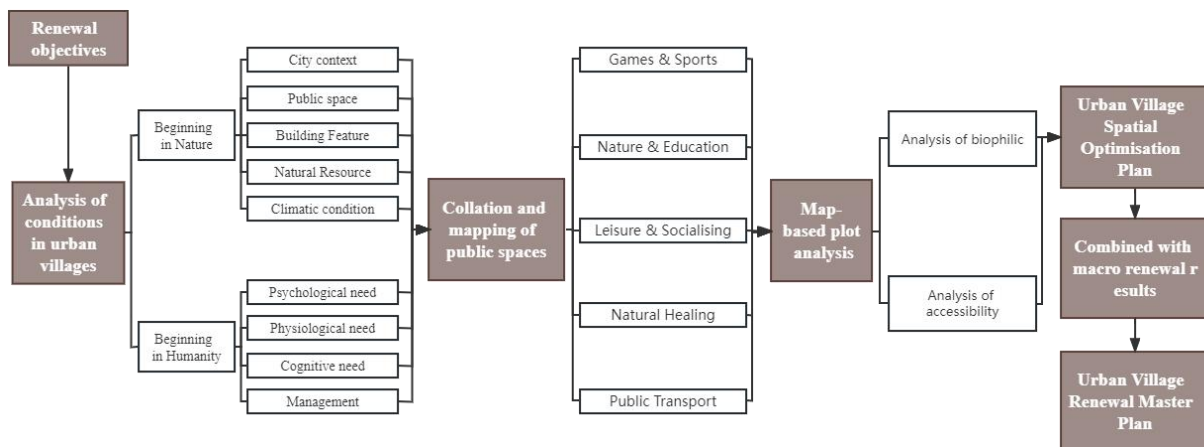 Renewal
objectives
Analysis of
conditions
in urban
villages
Beginning
in Nature
Beginning
in Humanity
City context
Public space
Building Feature
Natural Resource
Climatic condition
Psychological need
Physiological need
Cognitive need
Management
Collation and
mapping of
public spaces
Games & Sports
Nature & Education
Leisure & Socialising
Natural Healing
Public Transport
Map-
based plot
analysis
Analysis of biophilic
Analysis of
accessibility
Urban Village
Spatial
Optimisation
Plan
Combined with
macro renewal r
esults
Urban Village
Renewal Master
Plan